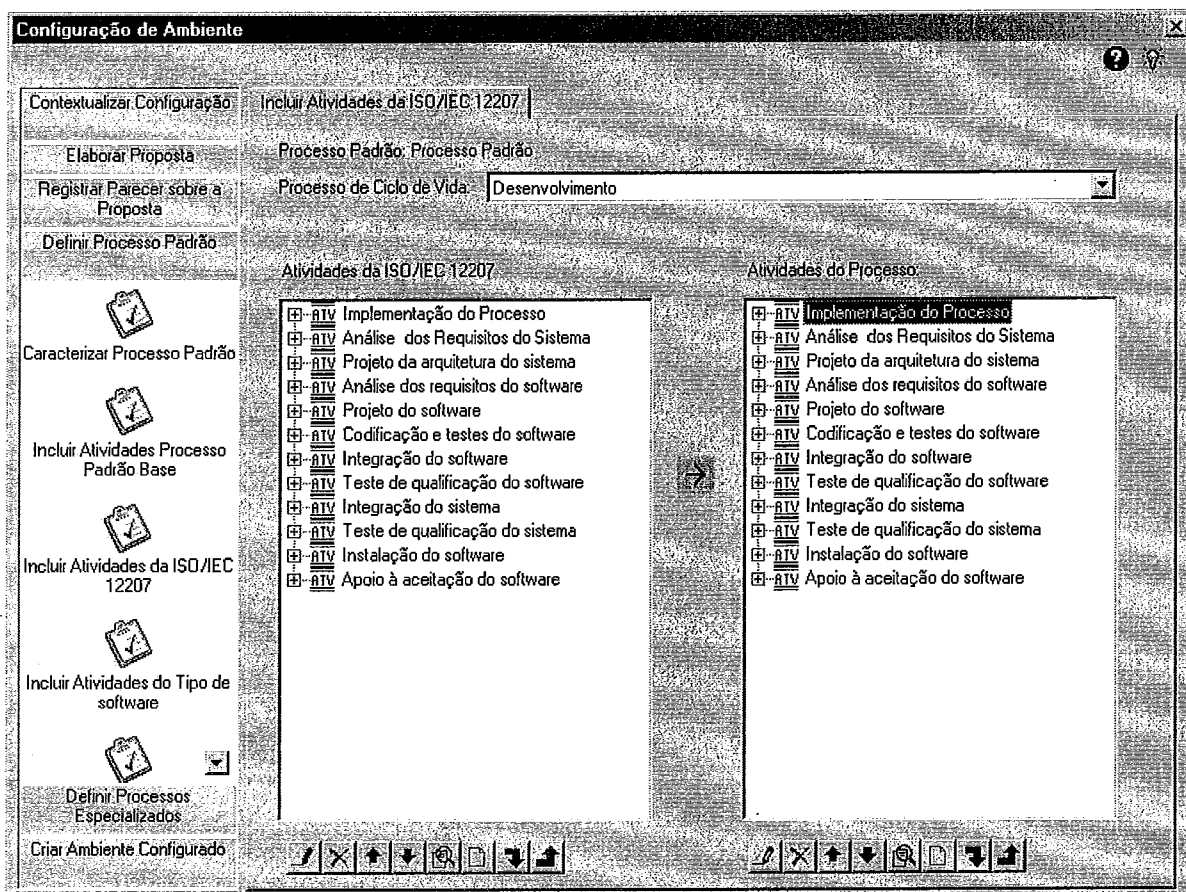 Configuração de Ambiente
Contextualizar Configuração
Elaborar Proposta
Registrar Parecer sobre a
Proposta
Definir Processo Padrão
Caracterizar Processo Padrão
Incluir Atividades Processo
Padrão Base
Incluir Atividades da ISO/IEC
12207
Incluir Atividades do Tipo de
software
Definir Processos
Especializados
Criar Ambiente Configurado
Incluir Atividades da ISO/IEC 12207
Processo Padrão: Processo Padrão
Processo de Ciclo de Vida: Desenvolvimento
Atividades da ISO/IEC 12207
ATV Implementação do Processo
ATV Análise dos Requisitos do Sistema
ATV Projeto da arquitetura do sistema
ATV Análise dos requisitos do software
ATV Projeto do software
ATV Codificação e testes do software
ATV Integração do software
ATV Teste de qualificação do software
ATV Integração do sistema
ATV Teste de qualificação do sistema
ATV Instalação do software
ATV Apoio à aceitação do software
Atividades do Processo:
ATV Implementação do Processo
ATV Análise dos Requisitos do Sistema
ATV Projeto da arquitetura do sistema
ATV Análise dos requisitos do software
ATV Projeto do software
ATV Codificação e testes do software
ATV Integração do software
ATV Teste de qualificação do software
ATV Integração do sistema
ATV Teste de qualificação do sistema
ATV Instalação do software
ATV Apoio à aceitação do software